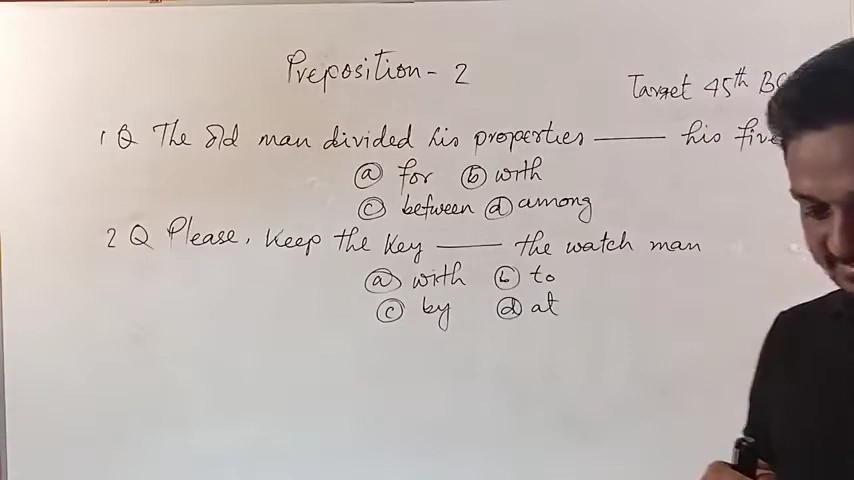 Preposition - 2
Target 45th BC
1 Q The old man divided his properties ——— his five
ⓐ for ⓑ with
ⓒ between ⓓ among
2 Q Please, Keep the key ——— the watch man
ⓐ with ⓑ to
ⓒ by ⓓ at